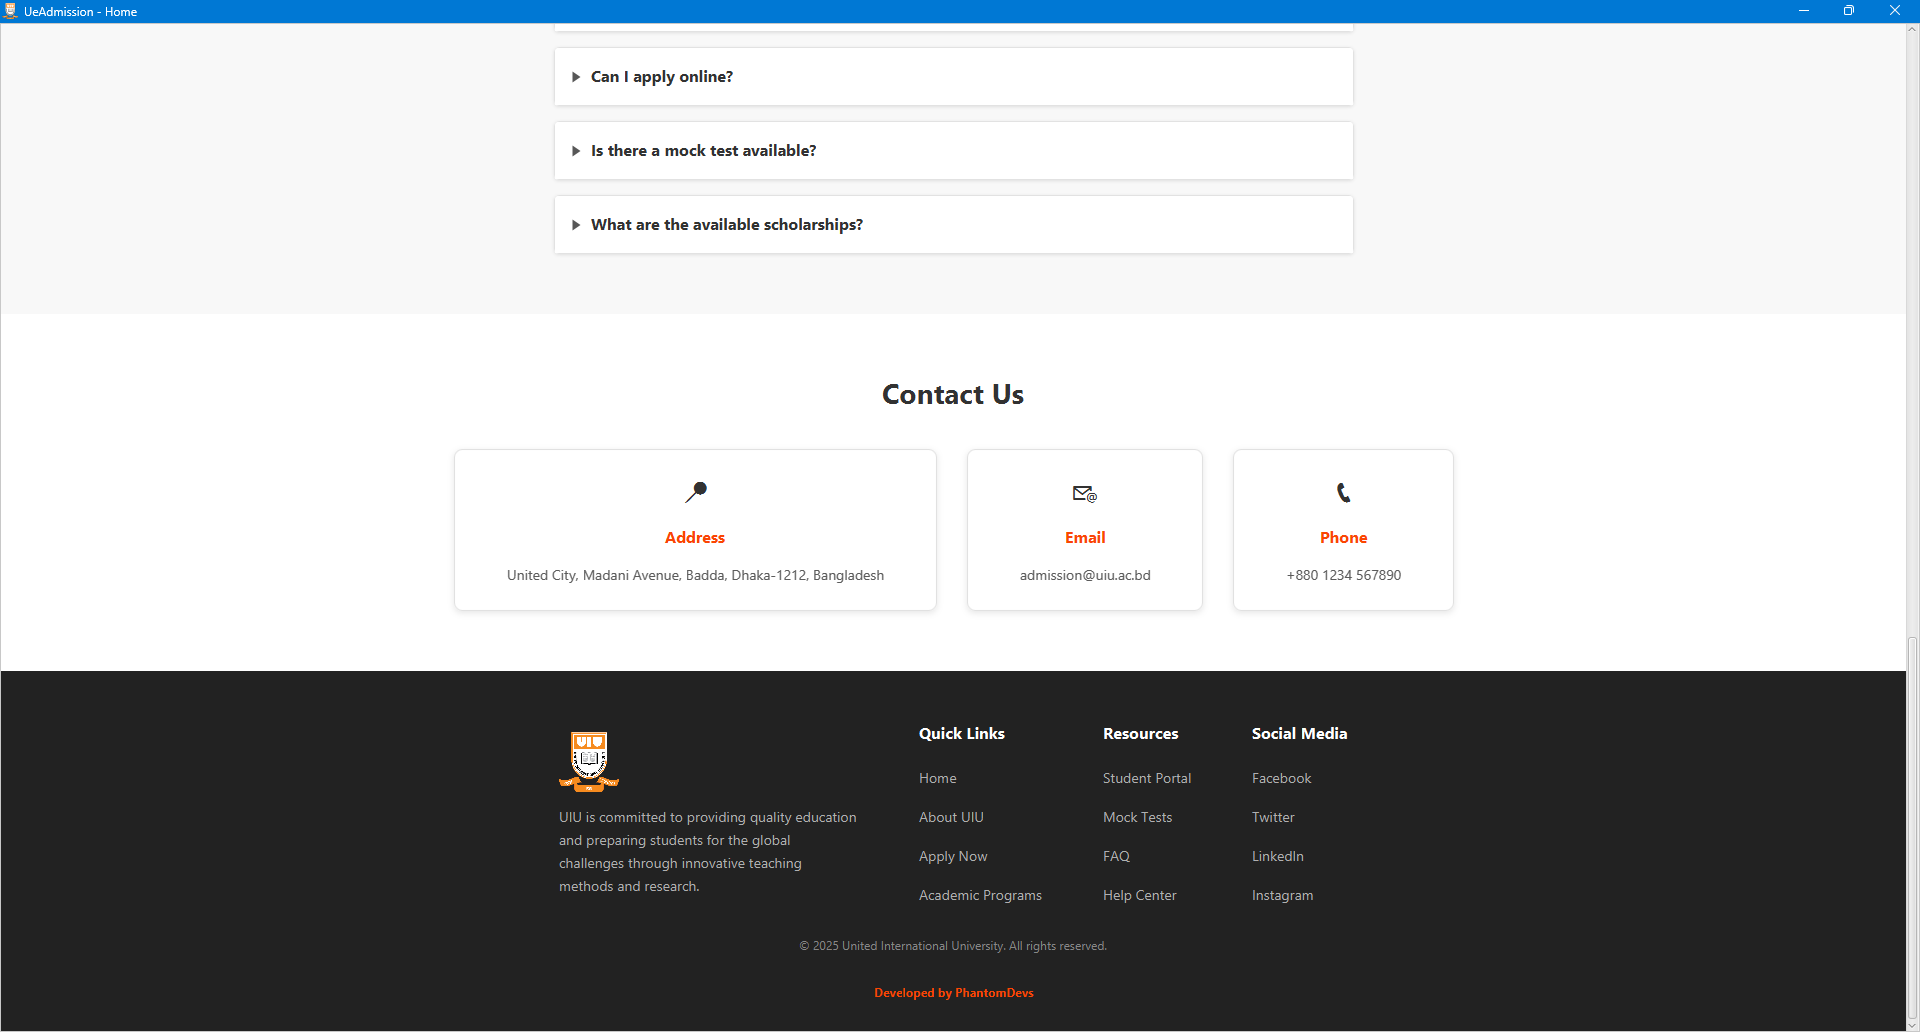 UeAdmission - Home
Can I apply online?
Is there a mock test available?
What are the available scholarships?
Contact Us
Address
United City, Madani Avenue, Badda, Dhaka-1212, Bangladesh
Email
admission@uiu.ac.bd
Phone
+880 1234 567890
UIU
UIU is committed to providing quality education
and preparing students for the global
challenges through innovative teaching
methods and research.
Quick Links
Home
About UIU
Apply Now
Academic Programs
Resources
Student Portal
Mock Tests
FAQ
Help Center
Social Media
Facebook
Twitter
LinkedIn
Instagram
© 2025 United International University. All rights reserved.
Developed by PhantomDevs